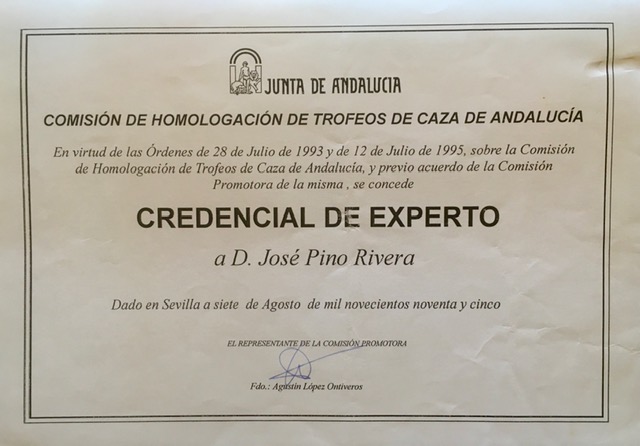 JUNTA DE ANDALUCIA
COMISIÓN DE HOMOLOGACIÓN DE TROFEOS DE CAZA DE ANDALUCÍA
En virtud de las Órdenes de 28 de Julio de 1993 y de 12 de Julio de 1995, sobre la Comisión
de Homologación de Trofeos de Caza de Andalucía, y previo acuerdo de la Comisión
Promotora de la misma , se concede
CREDENCIAL DE EXPERTO
a D. José Pino Rivera
Dado en Sevilla a siete de Agosto de mil novecientos noventa y cinco
EL REPRESENTANTE DE LA COMISIÓN PROMOTORA
Fdo.: Agustín López Ontiveros